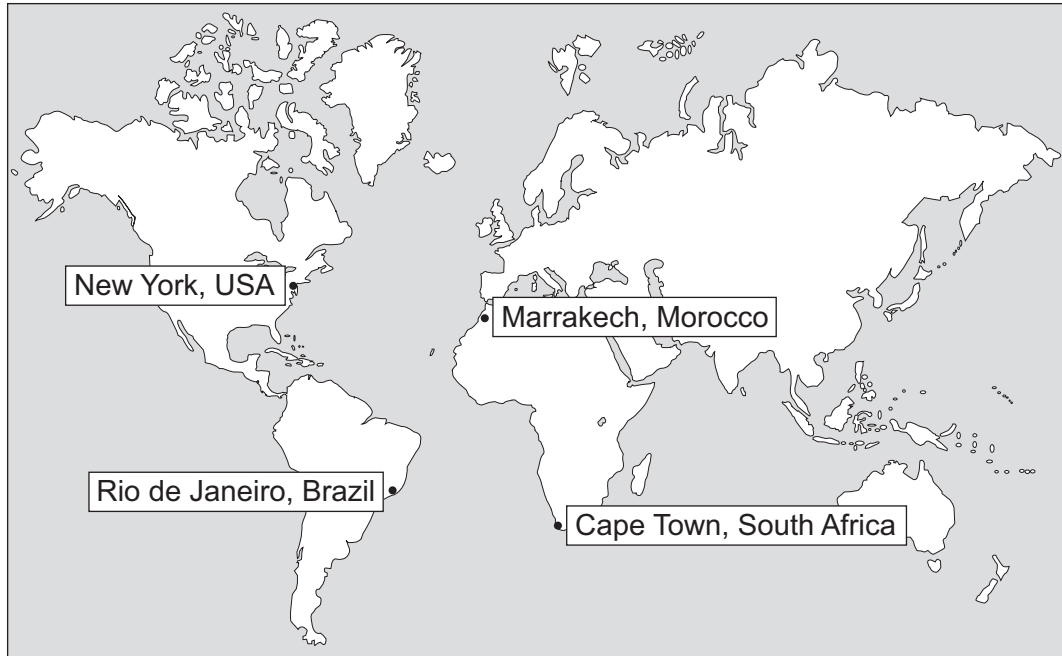 New York, USA
Marrakech, Morocco
Rio de Janeiro, Brazil
Cape Town, South Africa